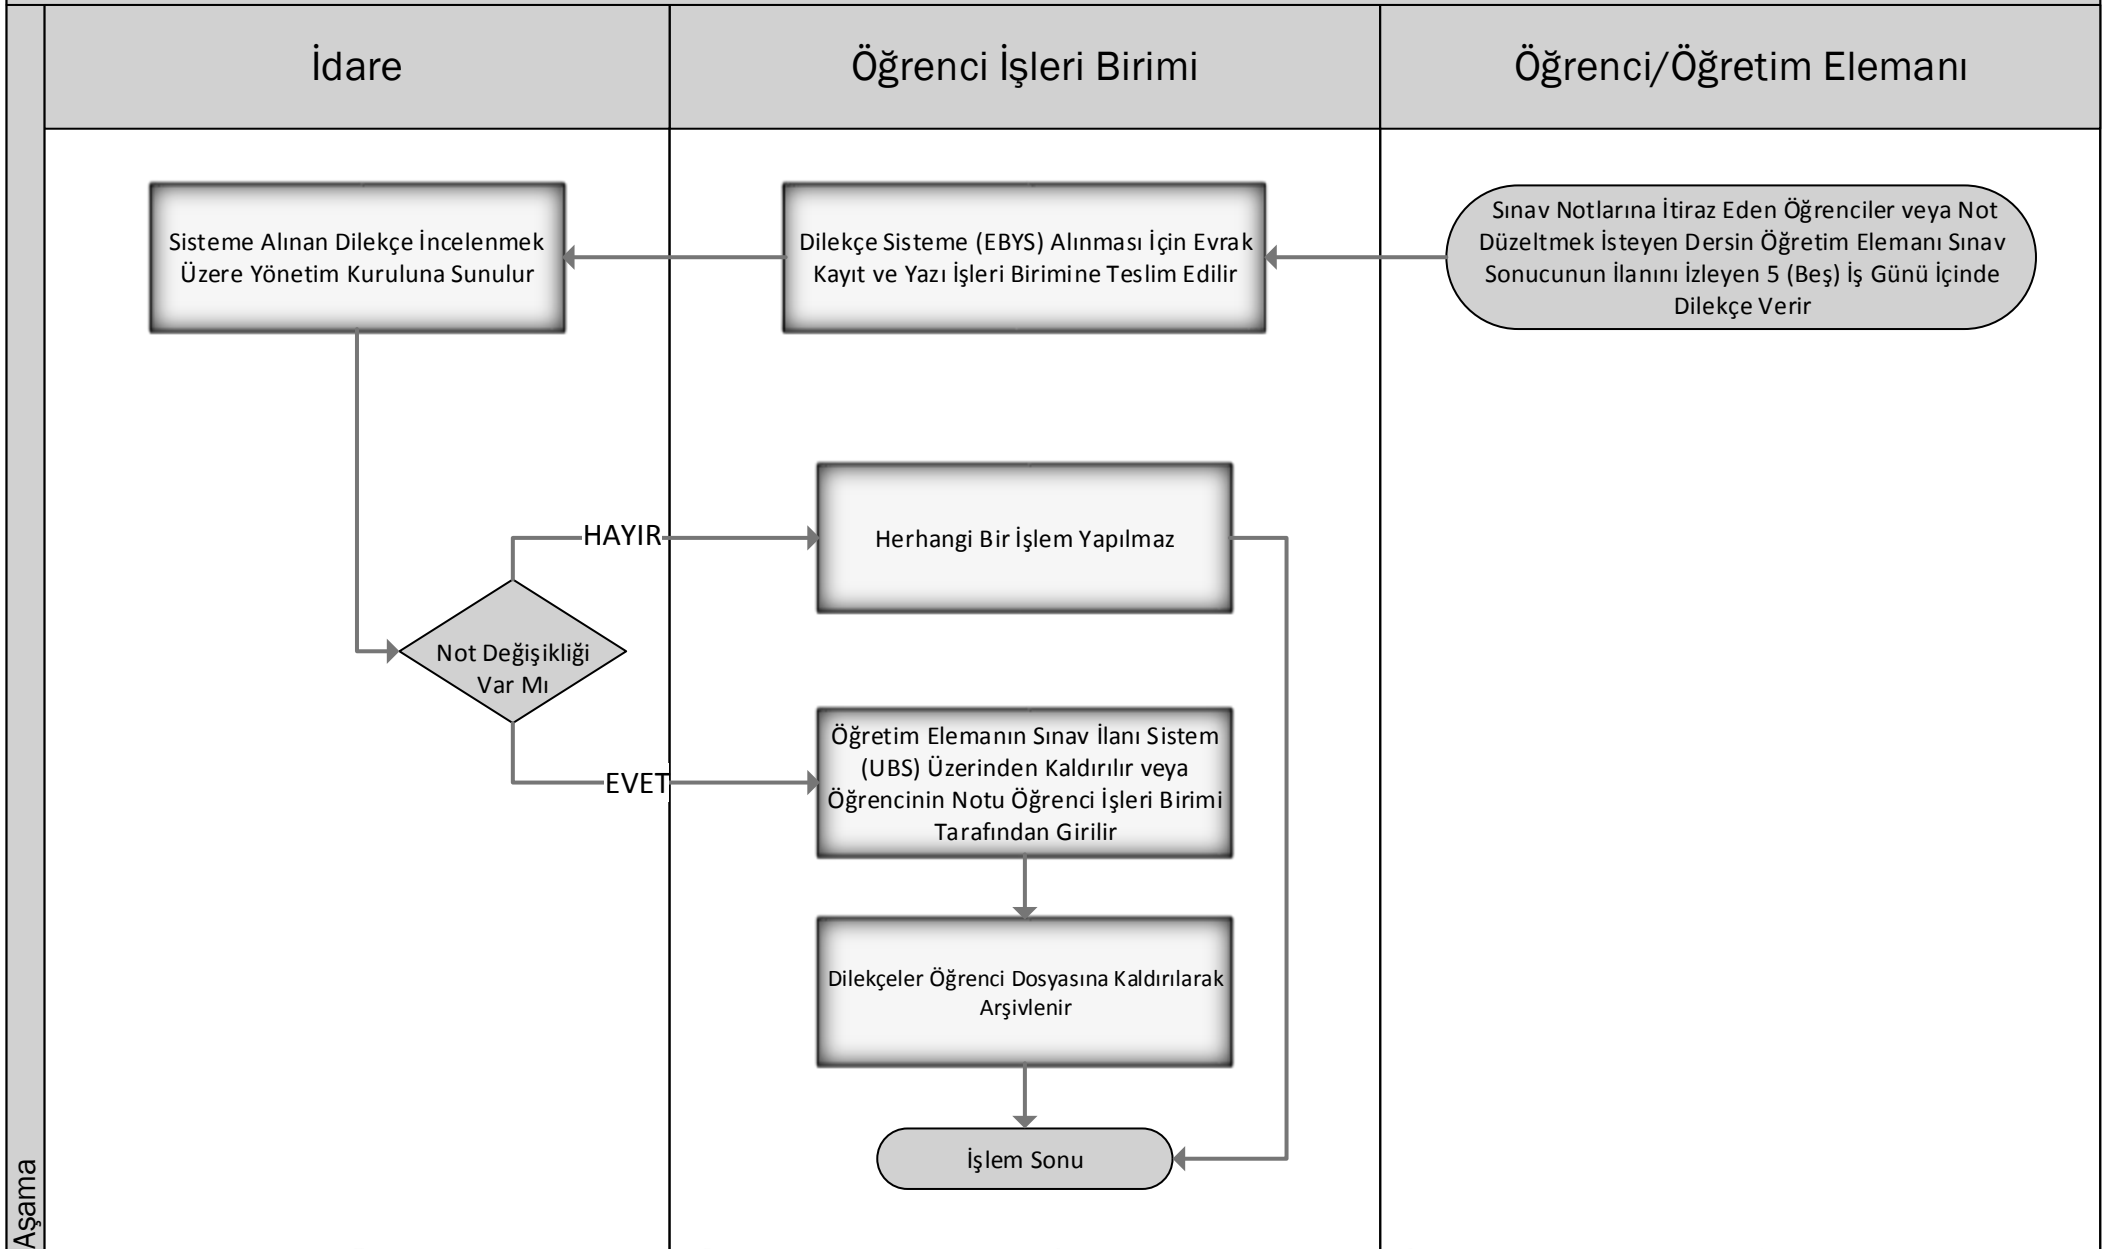 İdare
Öğrenci İşleri Birimi
Öğrenci/Öğretim Elemanı
Sisteme Alınan Dilekçe İncelenmek
Üzere Yönetim Kuruluna Sunulur
Dilekçe Sisteme (EBYS) Alınması İçin Evrak
Kayıt ve Yazı İşleri Birimine Teslim Edilir
Sınav Notlarına İtiraz Eden Öğrenciler veya Not
Düzeltmek İsteyen Dersin Öğretim Elemanı Sınav
Sonucunun İlanını İzleyen 5 (Beş) İş Günü İçinde
Dilekçe Verir
HAYIR
Herhangi Bir İşlem Yapılmaz
Not Değişikliği
Var Mı
EVET
Öğretim Elemanın Sınav İlanı Sistem
(UBS) Üzerinden Kaldırılır veya
Öğrencinin Notu Öğrenci İşleri Birimi
Tarafından Girilir
Dilekçeler Öğrenci Dosyasına Kaldırılarak
Arşivlenir
İşlem Sonu
Aşama